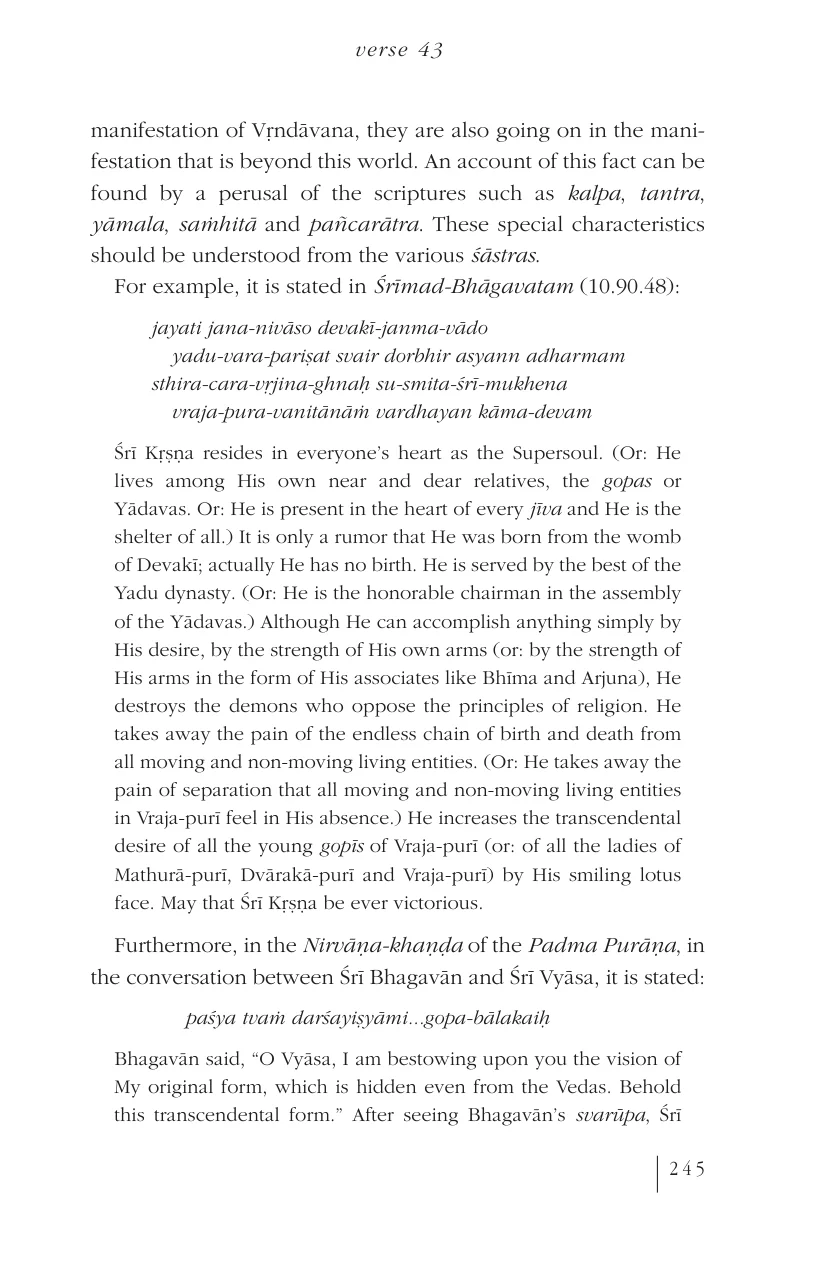 verse 43
manifestation of Vṛndāvana, they are also going on in the mani-
festation that is beyond this world. An account of this fact can be
found by a perusal of the scriptures such as kalpa, tantra,
yāmala, saṁhitā and pañcarātra. These special characteristics
should be understood from the various śāstras.
For example, it is stated in Śrīmad-Bhāgavatam (10.90.48):
jayati jana-nivāso devakī-janma-vādo
yadu-vara-pariṣat svair dorbhir asyann adharmam
sthira-cara-vṛjina-ghnaḥ su-smita-śrī-mukhena
vraja-pura-vanitānāṁ vardhayan kāma-devam
Śrī Kṛṣṇa resides in everyone’s heart as the Supersoul. (Or: He
lives among His own near and dear relatives, the gopas or
Yādavas. Or: He is present in the heart of every jīva and He is the
shelter of all.) It is only a rumor that He was born from the womb
of Devakī; actually He has no birth. He is served by the best of the
Yadu dynasty. (Or: He is the honorable chairman in the assembly
of the Yādavas.) Although He can accomplish anything simply by
His desire, by the strength of His own arms (or: by the strength of
His arms in the form of His associates like Bhīma and Arjuna), He
destroys the demons who oppose the principles of religion. He
takes away the pain of the endless chain of birth and death from
all moving and non-moving living entities. (Or: He takes away the
pain of separation that all moving and non-moving living entities
in Vraja-purī feel in His absence.) He increases the transcendental
desire of all the young gopīs of Vraja-purī (or: of all the ladies of
Mathurā-purī, Dvārakā-purī and Vraja-purī) by His smiling lotus
face. May that Śrī Kṛṣṇa be ever victorious.
Furthermore, in the Nirvāṇa-khaṇḍa of the Padma Purāṇa, in
the conversation between Śrī Bhagavān and Śrī Vyāsa, it is stated:
paśya tvaṁ darśayiṣyāmi...gopa-bālakaiḥ
Bhagavān said, “O Vyāsa, I am bestowing upon you the vision of
My original form, which is hidden even from the Vedas. Behold
this transcendental form.” After seeing Bhagavān’s svarūpa, Śrī
245